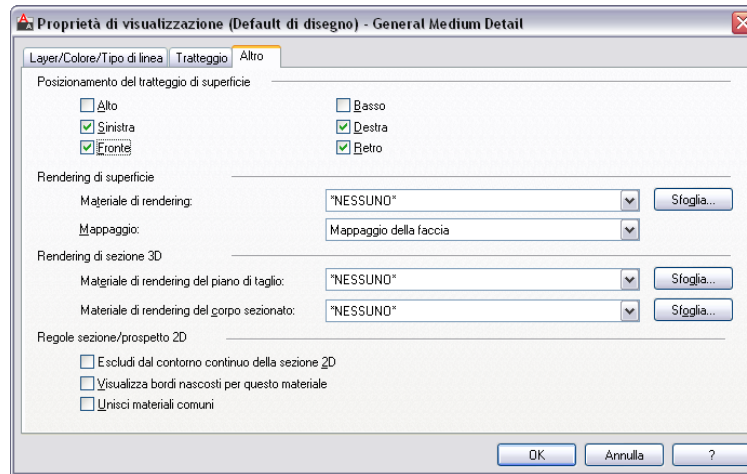 Proprietà di visualizzazione (Default di disegno) - General Medium Detail
Layer/Colore/Tipo di linea Tratteggio Altro
Posizionamento del tratteggio di superficie
Alto Basso
Sinistra Destra
Fronte Retro
Rendering di superficie
Materiale di rendering: *NESSUNO* Sfoglia...
Mappaggio: Mappaggio della faccia
Rendering di sezione 3D
Materiale di rendering del piano di taglio: *NESSUNO* Sfoglia...
Materiale di rendering del corpo sezionato: *NESSUNO* Sfoglia...
Regole sezione/prospetto 2D
Escludi dal contorno continuo della sezione 2D
Visualizza bordi nascosti per questo materiale
Unisci materiali comuni
OK Annulla ?